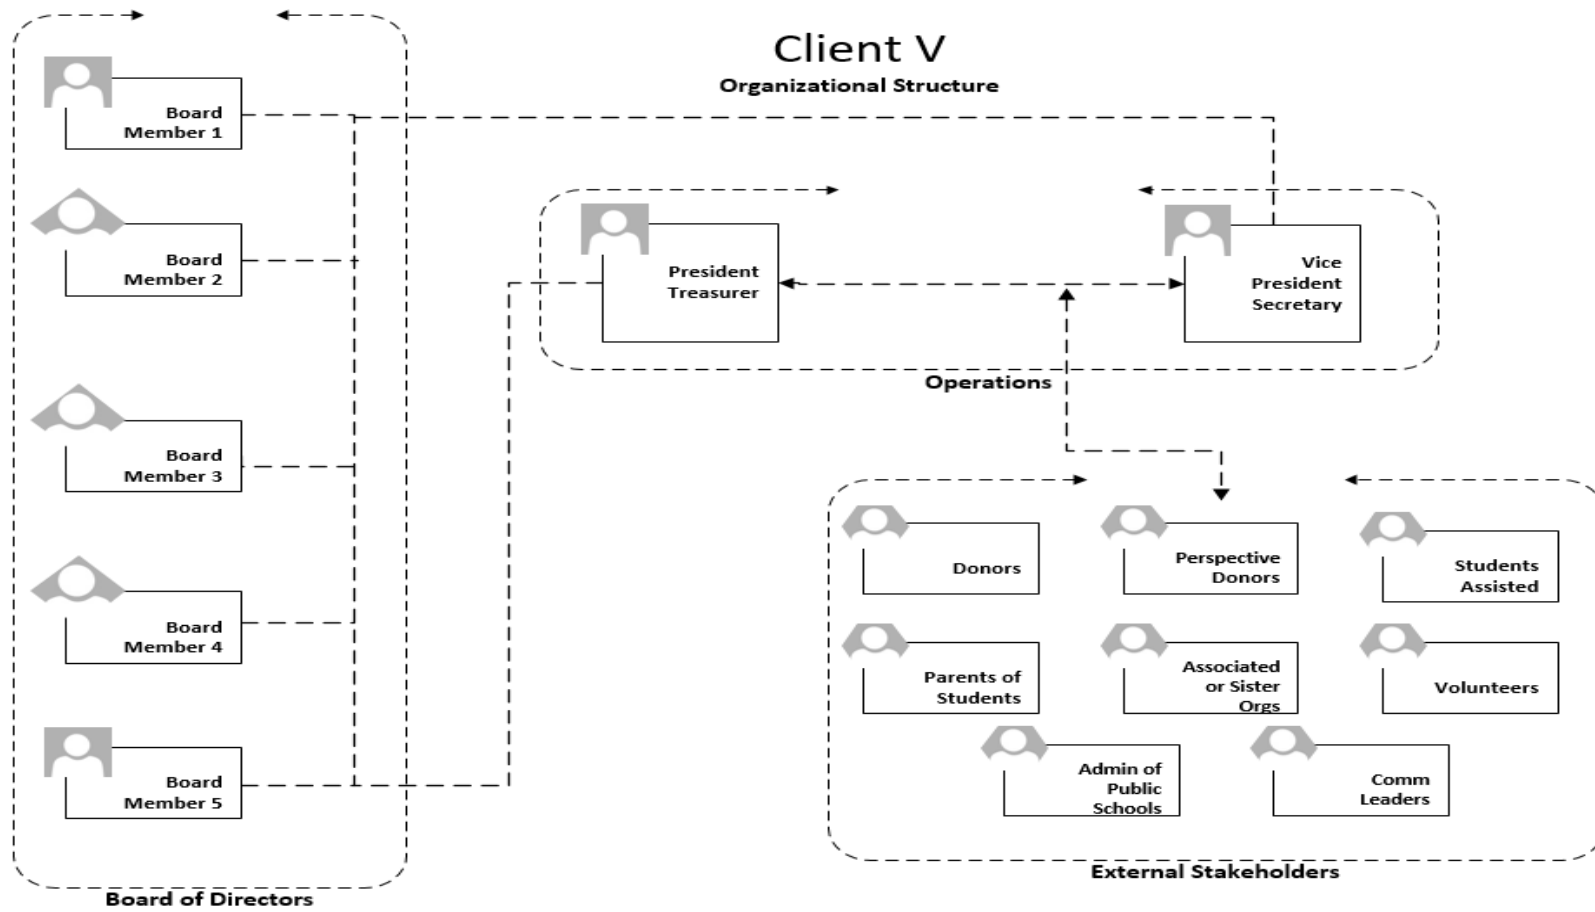 Client V
Organizational Structure
Board
Member 1
Board
Member 2
Board
Member 3
Board
Member 4
Board
Member 5
Board of Directors
President
Treasurer
Vice
President
Secretary
Operations
Donors
Perspective
Donors
Students
Assisted
Parents of
Students
Associated
or Sister
Orgs
Volunteers
Admin of
Public
Schools
Comm
Leaders
External Stakeholders